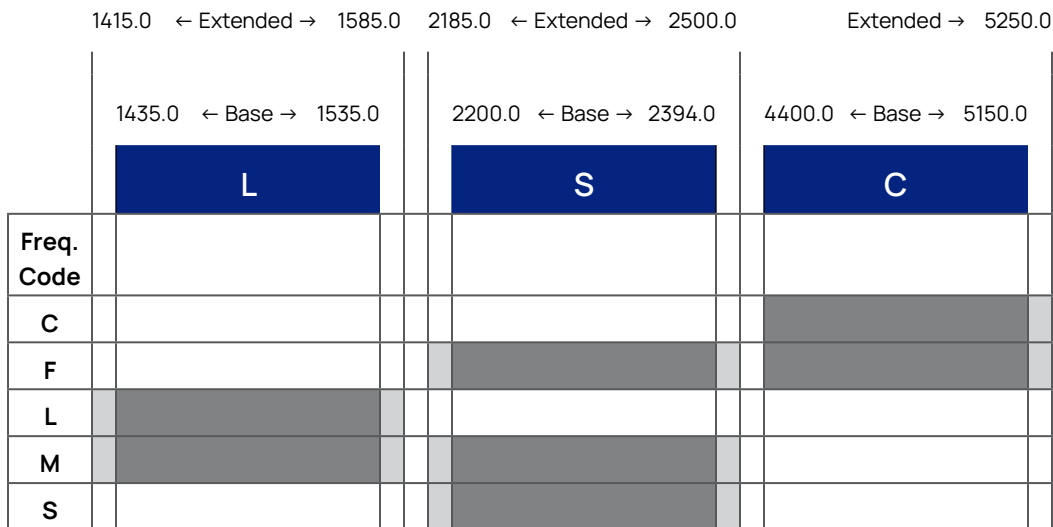 1415.0 ← Extended → 1585.0 2185.0 ← Extended → 2500.0 Extended → 5250.0
1435.0 ← Base → 1535.0 2200.0 ← Base → 2394.0 4400.0 ← Base → 5150.0
L S C
Freq.
Code
C
F
L
M
S